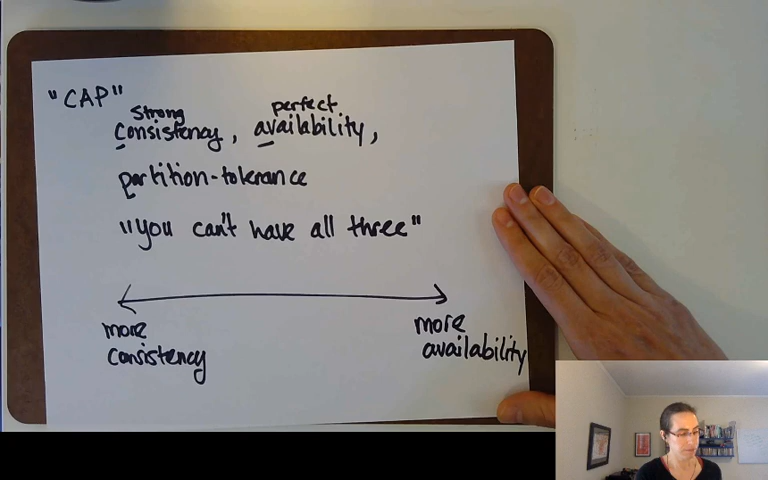 "CAP"
strong perfect
consistency, availability,
partition-tolerance
"you can't have all three"
more more
consistency availability